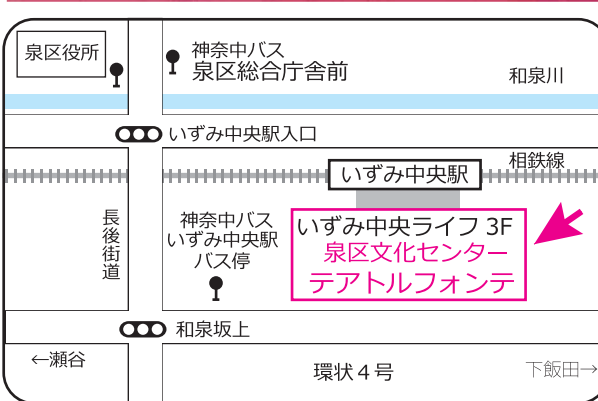 泉区役所
神奈中バス
泉区総合庁舎前
和泉川
いずみ中央駅入口
いずみ中央駅
相鉄線
長後街道
神奈中バス
いずみ中央駅
バス停
いずみ中央ライフ 3F
泉区文化センター
テアトルフォンテ
和泉坂上
←瀬谷
環状4号
下飯田→